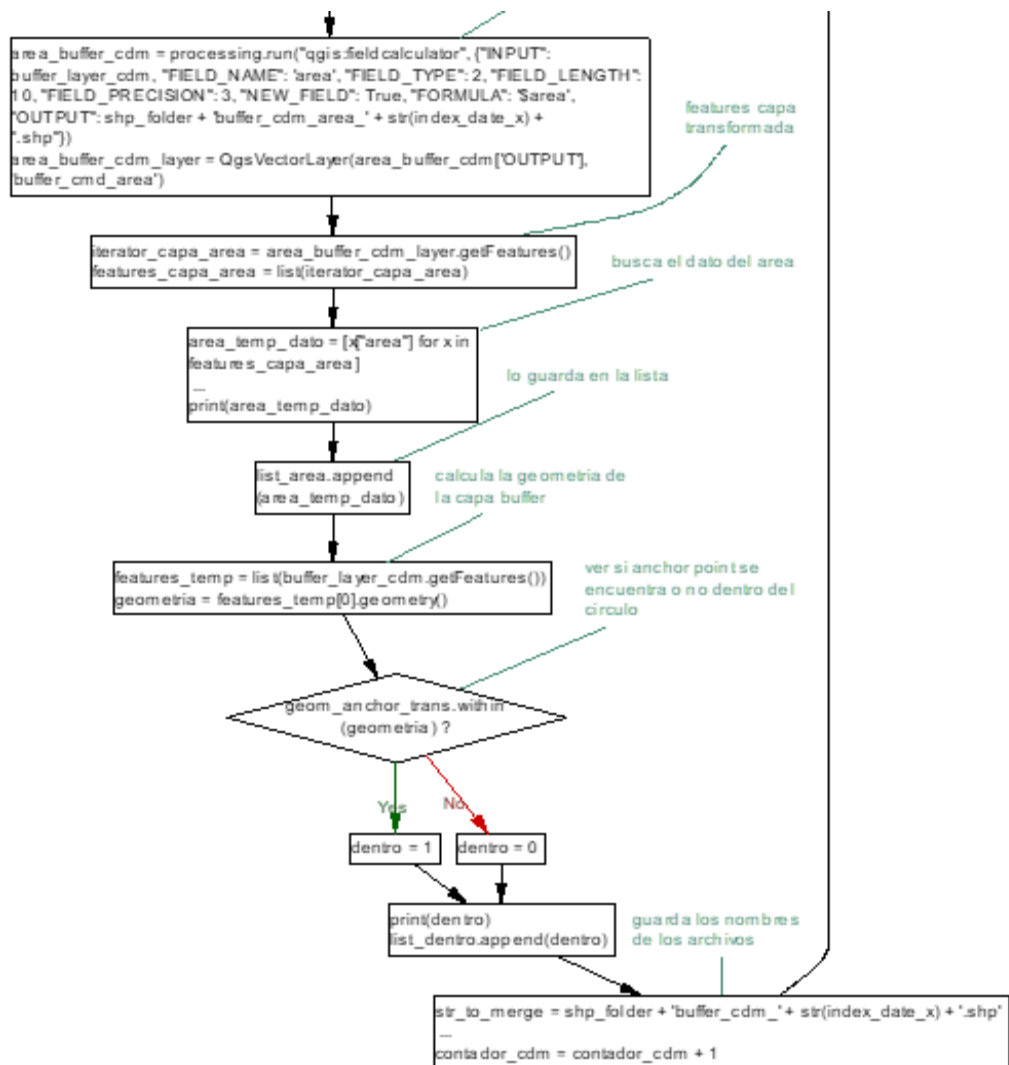 area_buffer_cdm = processing.run("qgis:fieldcalculator", {"INPUT":
buffer_layer_cdm, "FIELD_NAME": 'area', "FIELD_TYPE": 2, "FIELD_LENGTH":
10, "FIELD_PRECISION": 3, "NEW_FIELD": True, "FORMULA": '$area',
"OUTPUT": shp_folder + 'buffer_cdm_area_' + str(index_date_x) +
".shp"})
area_buffer_cdm_layer = QgsVectorLayer(area_buffer_cdm['OUTPUT'],
'buffer_cmd_area')
features capa
transformada
iterator_capa_area = area_buffer_cdm_layer.getFeatures()
features_capa_area = list(iterator_capa_area)
busca el dato del area
area_temp_dato = [x["area"] for x in
features_capa_area]
...
print(area_temp_dato)
lo guarda en la lista
list_area.append
(area_temp_dato)
calcula la geometria de
la capa buffer
features_temp = list(buffer_layer_cdm.getFeatures())
geometria = features_temp[0].geometry()
ver si anchor point se
encuentra o no dentro del
circulo
geom_anchor_trans.within
(geometria) ?
Yes
No
dentro = 1
dentro = 0
print(dentro)
list_dentro.append(dentro)
guarda los nombres
de los archivos
str_to_merge = shp_folder + 'buffer_cdm_' + str(index_date_x) + '.shp'
...
contador_cdm = contador_cdm + 1